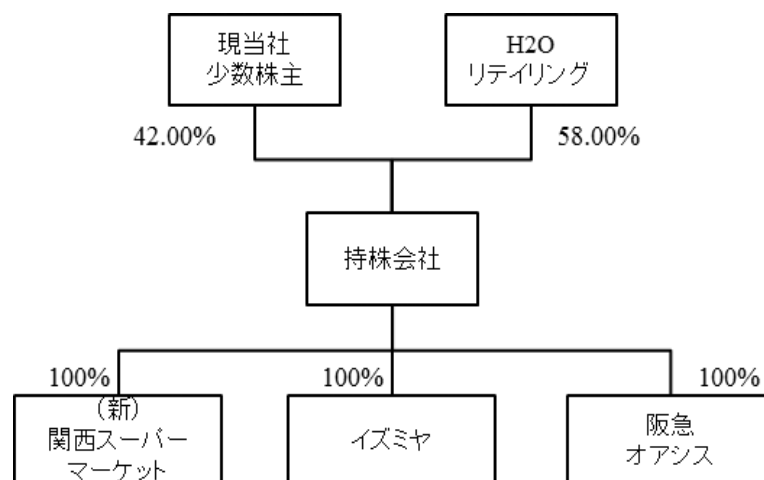 現当社
少数株主
H2O
リテイリング
42.00%
58.00%
持株会社
100%
100%
100%
(新)
関西スーパー
マーケット
イズミヤ
阪急
オアシス